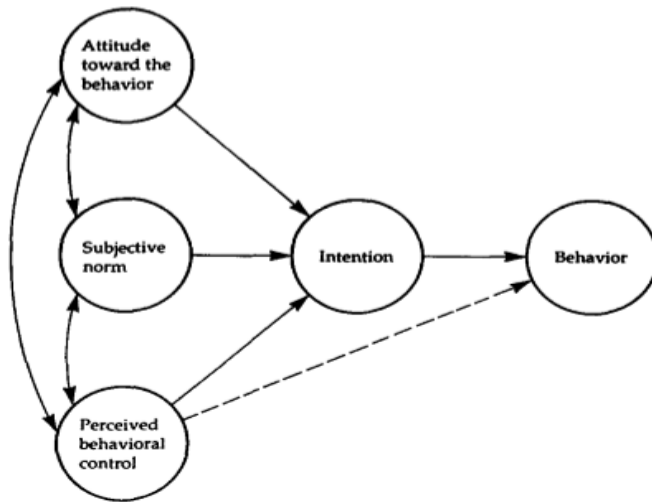 Attitude
toward the
behavior
Subjective
norm
Intention
Behavior
Perceived
behavioral
control